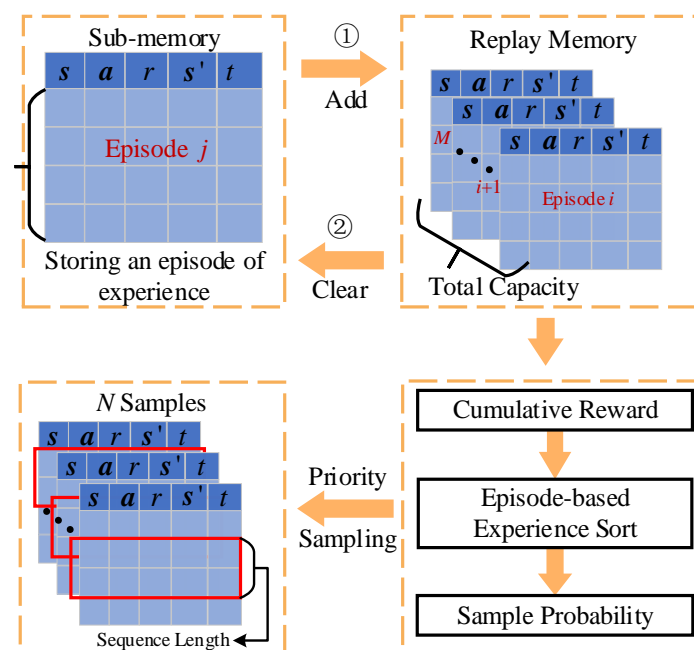 Sub-memory
s a r s' t
Episode j
Storing an episode of
experience
①
Add
②
Clear
Replay Memory
s a r s' t
s a r s' t
s a r s' t
M
i+1
Episode i
Total Capacity
N Samples
s a r s' t
s a r s' t
s a r s' t
Sequence Length
Priority
Sampling
Cumulative Reward
Episode-based
Experience Sort
Sample Probability